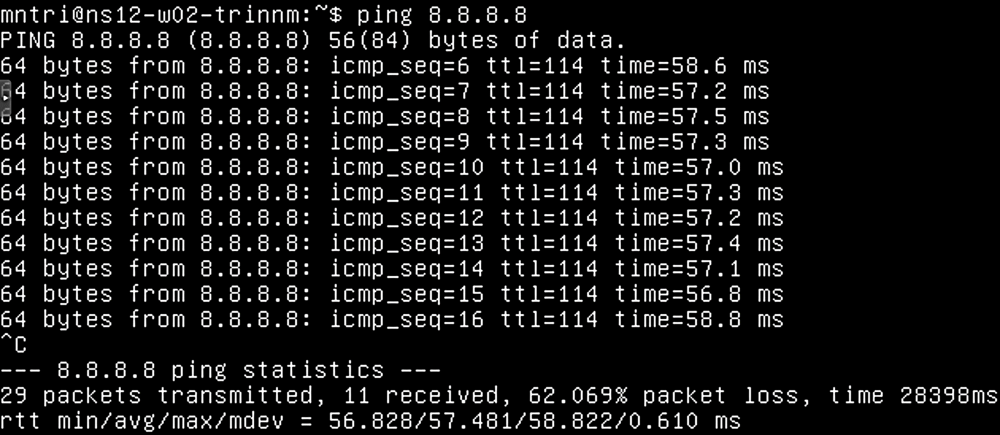 mntri@ns12-w02-trinnm:~$ ping 8.8.8.8
PING 8.8.8.8 (8.8.8.8) 56(84) bytes of data.
64 bytes from 8.8.8.8: icmp_seq=6 ttl=114 time=58.6 ms
64 bytes from 8.8.8.8: icmp_seq=7 ttl=114 time=57.2 ms
64 bytes from 8.8.8.8: icmp_seq=8 ttl=114 time=57.5 ms
64 bytes from 8.8.8.8: icmp_seq=9 ttl=114 time=57.3 ms
64 bytes from 8.8.8.8: icmp_seq=10 ttl=114 time=57.0 ms
64 bytes from 8.8.8.8: icmp_seq=11 ttl=114 time=57.3 ms
64 bytes from 8.8.8.8: icmp_seq=12 ttl=114 time=57.2 ms
64 bytes from 8.8.8.8: icmp_seq=13 ttl=114 time=57.4 ms
64 bytes from 8.8.8.8: icmp_seq=14 ttl=114 time=57.1 ms
64 bytes from 8.8.8.8: icmp_seq=15 ttl=114 time=56.8 ms
64 bytes from 8.8.8.8: icmp_seq=16 ttl=114 time=58.8 ms
^C
--- 8.8.8.8 ping statistics ---
29 packets transmitted, 11 received, 62.069% packet loss, time 28398ms
rtt min/avg/max/mdev = 56.828/57.481/58.822/0.610 ms